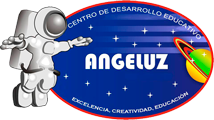 CENTRO DE DESARROLLO EDUCATIVO
ANGELUZ
EXCELENCIA, CREATIVIDAD, EDUCACIÓN